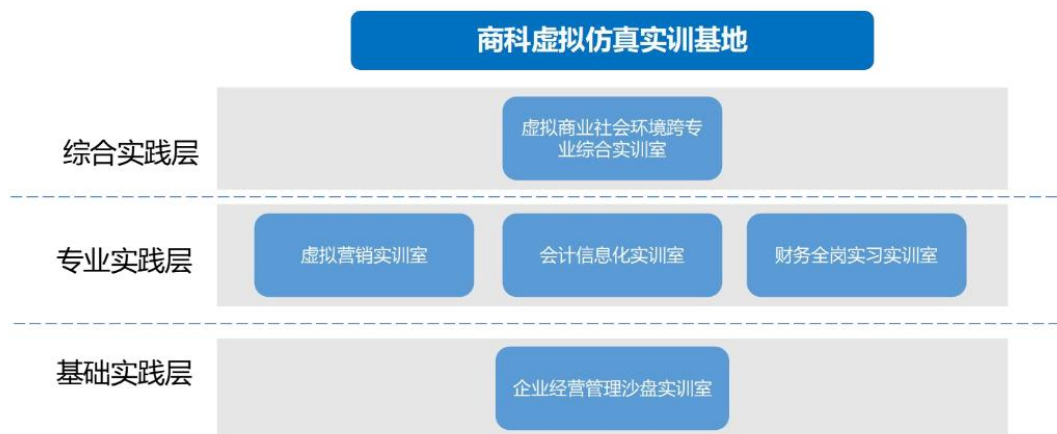 商科虚拟仿真实训基地
综合实践层
虚拟商业社会环境跨专
业综合实训室
专业实践层
虚拟营销实训室
会计信息化实训室
财务全岗实习实训室
基础实践层
企业经营管理沙盘实训室